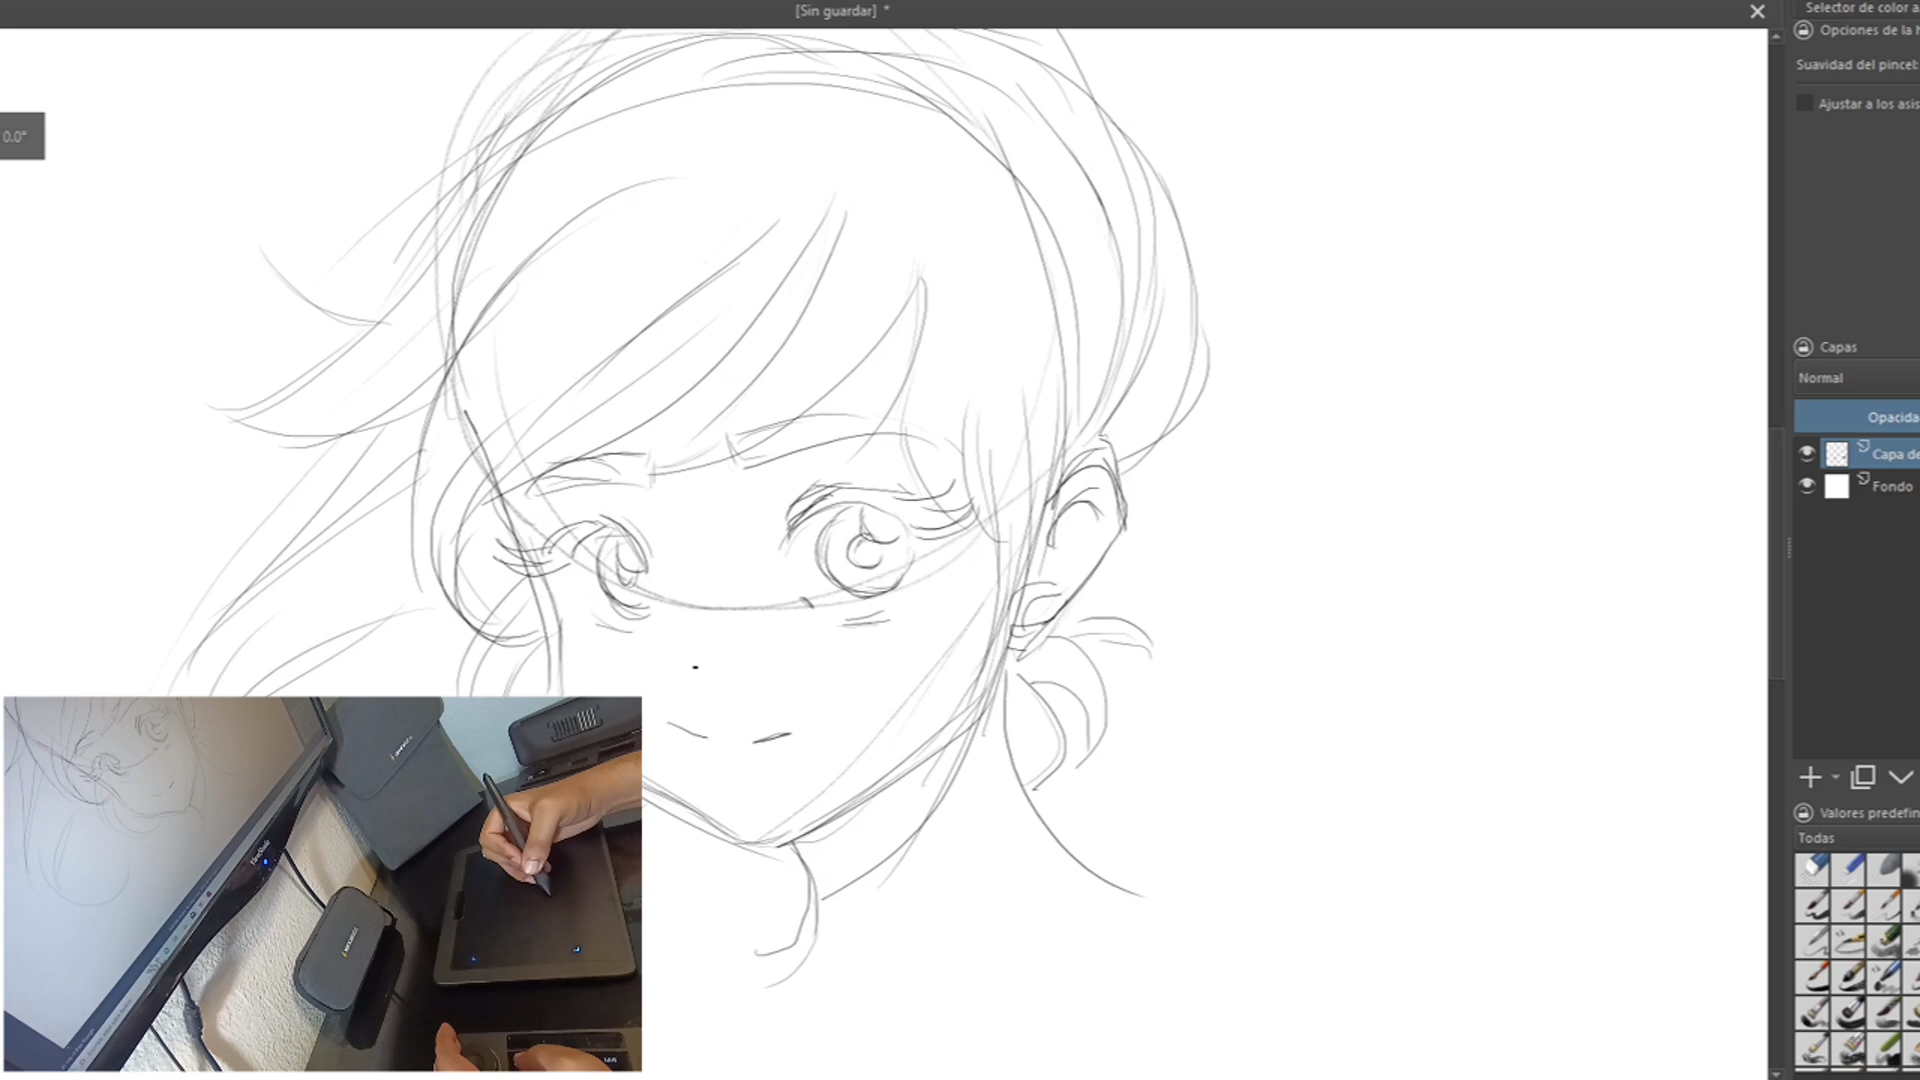 [Sin guardar] *
Selector de color a
Opciones de la h
Suavidad del pincel:
Ajustar a los asis
0.0°
Capas
Normal
Opacida
Capa de
Fondo
Valores predefin
Todas
ViewSonic